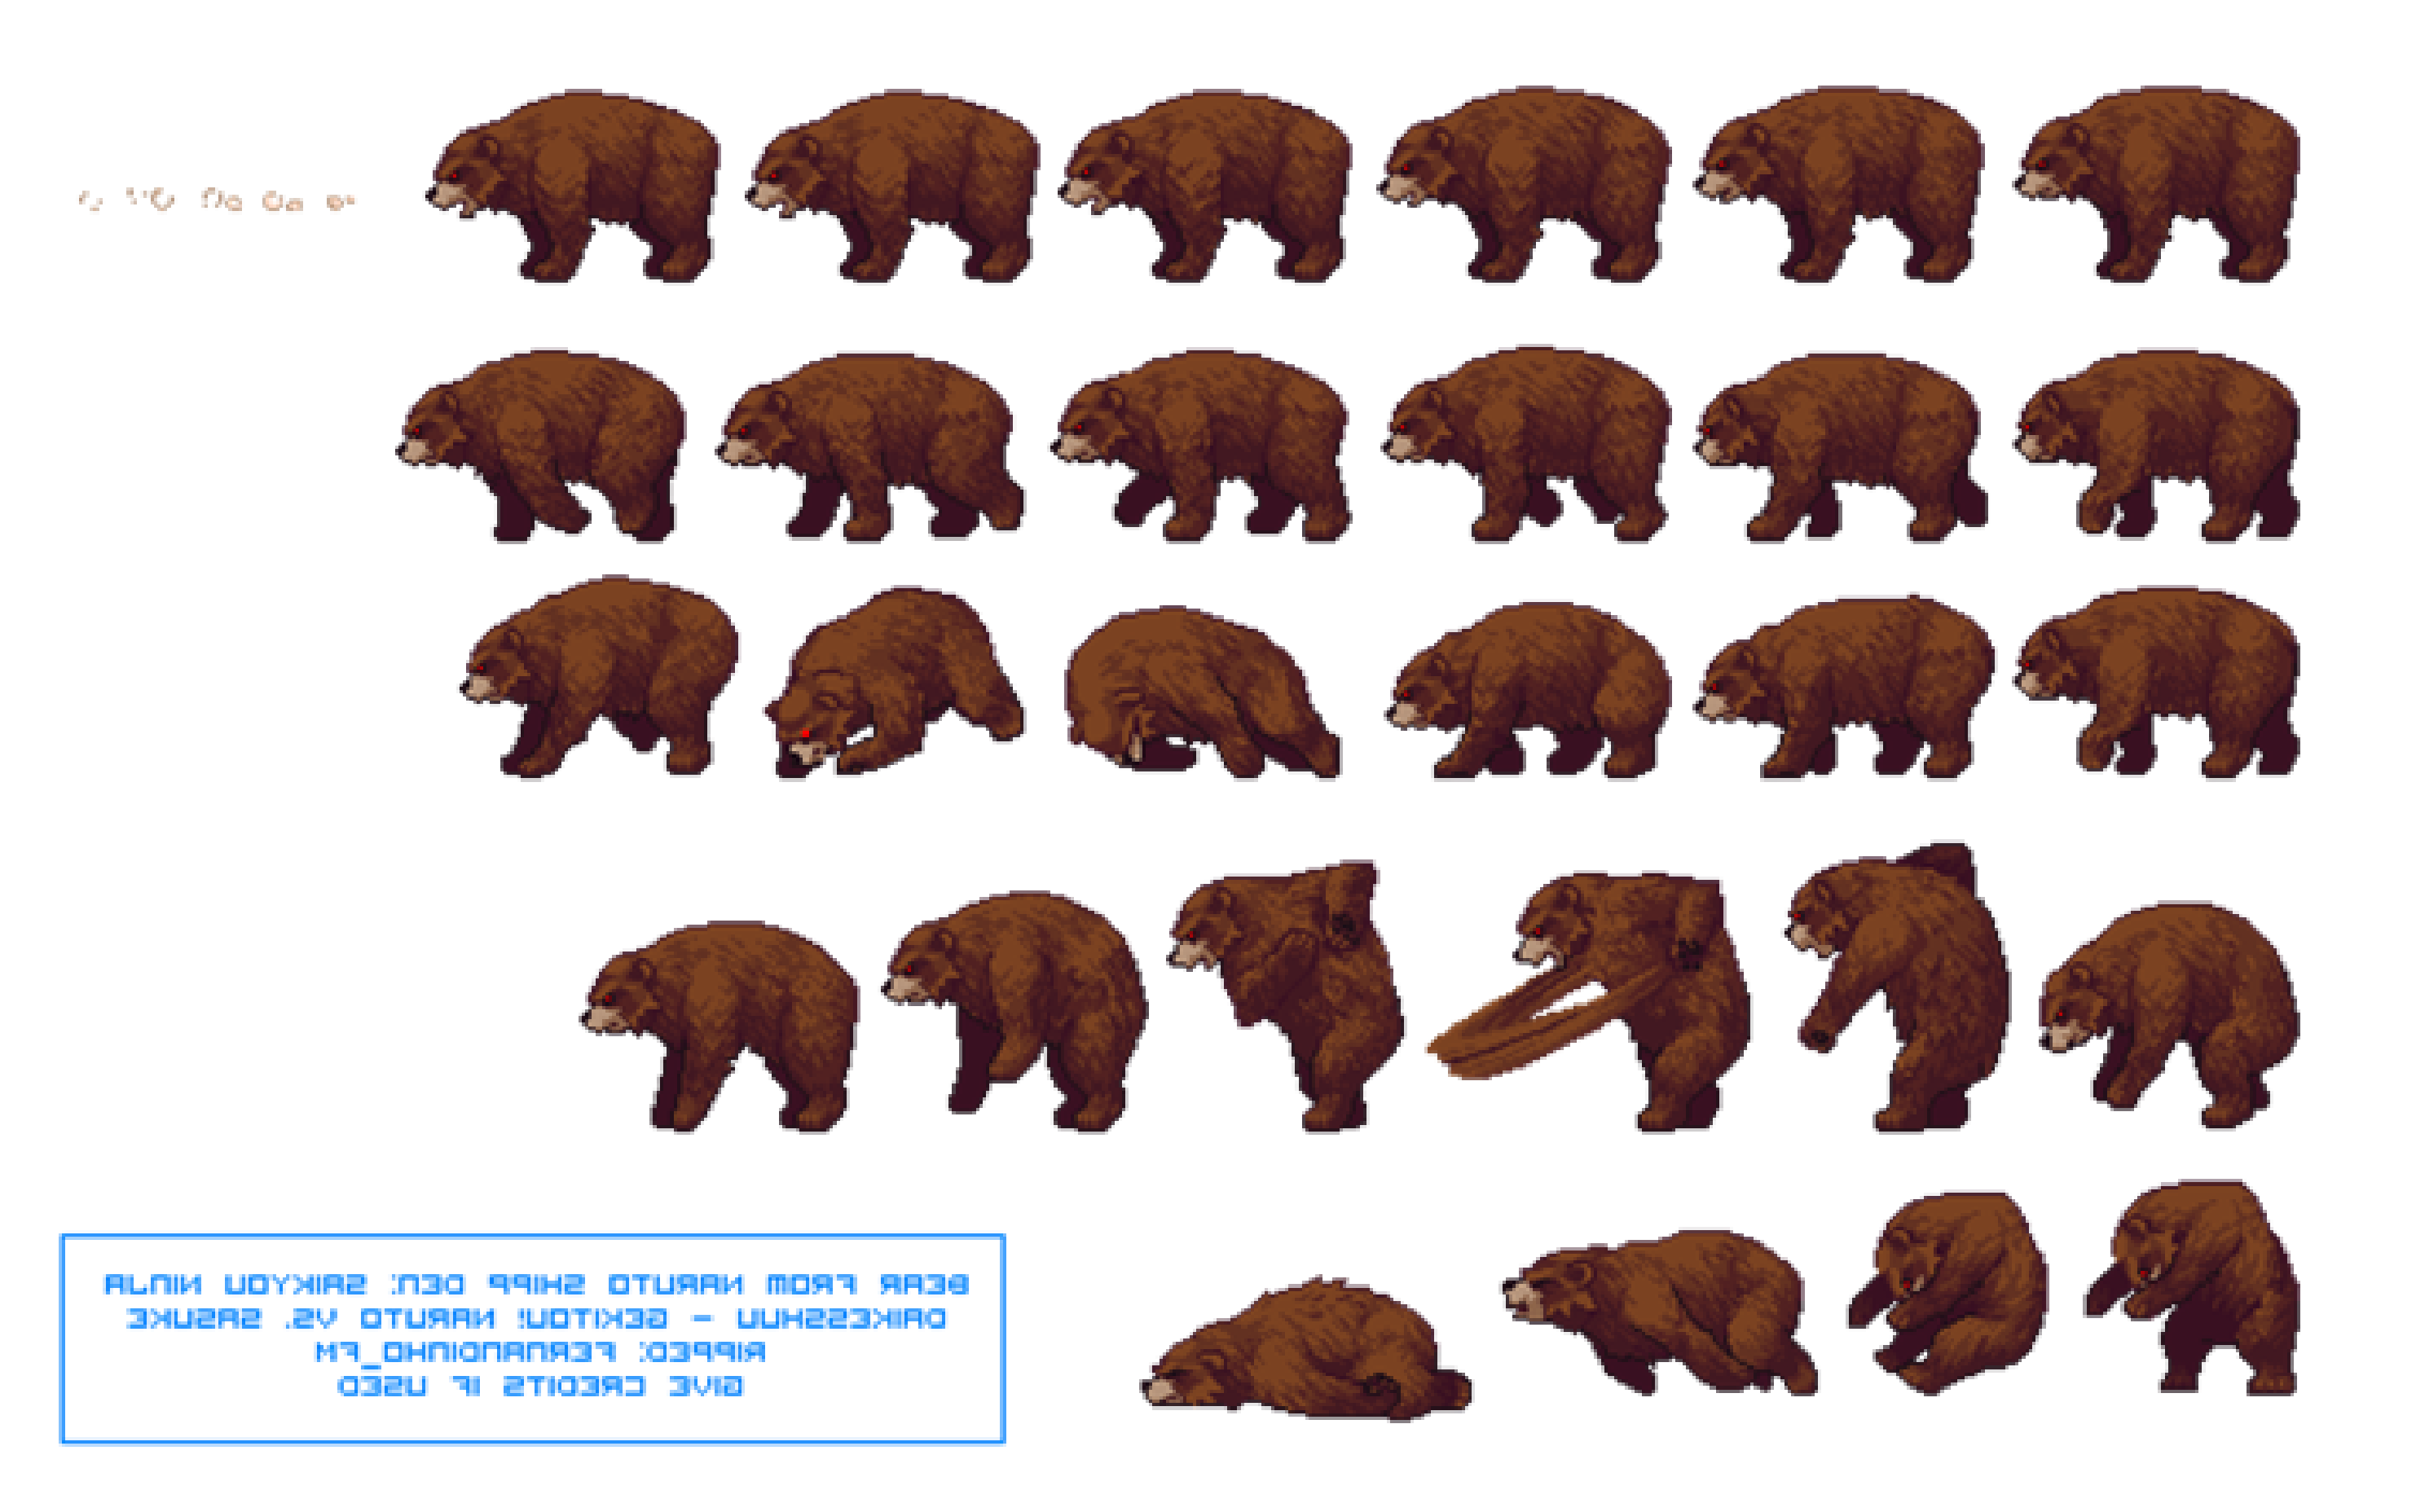 BEAR FROM NARUTO SHIPP DEN: SAIKYOU NINJA
DAIKESSHUU - GEKITOU! NARUTO VS. SASUKE
RIPPED: FERNANDINHO_FM
GIVE CREDITS IF USED